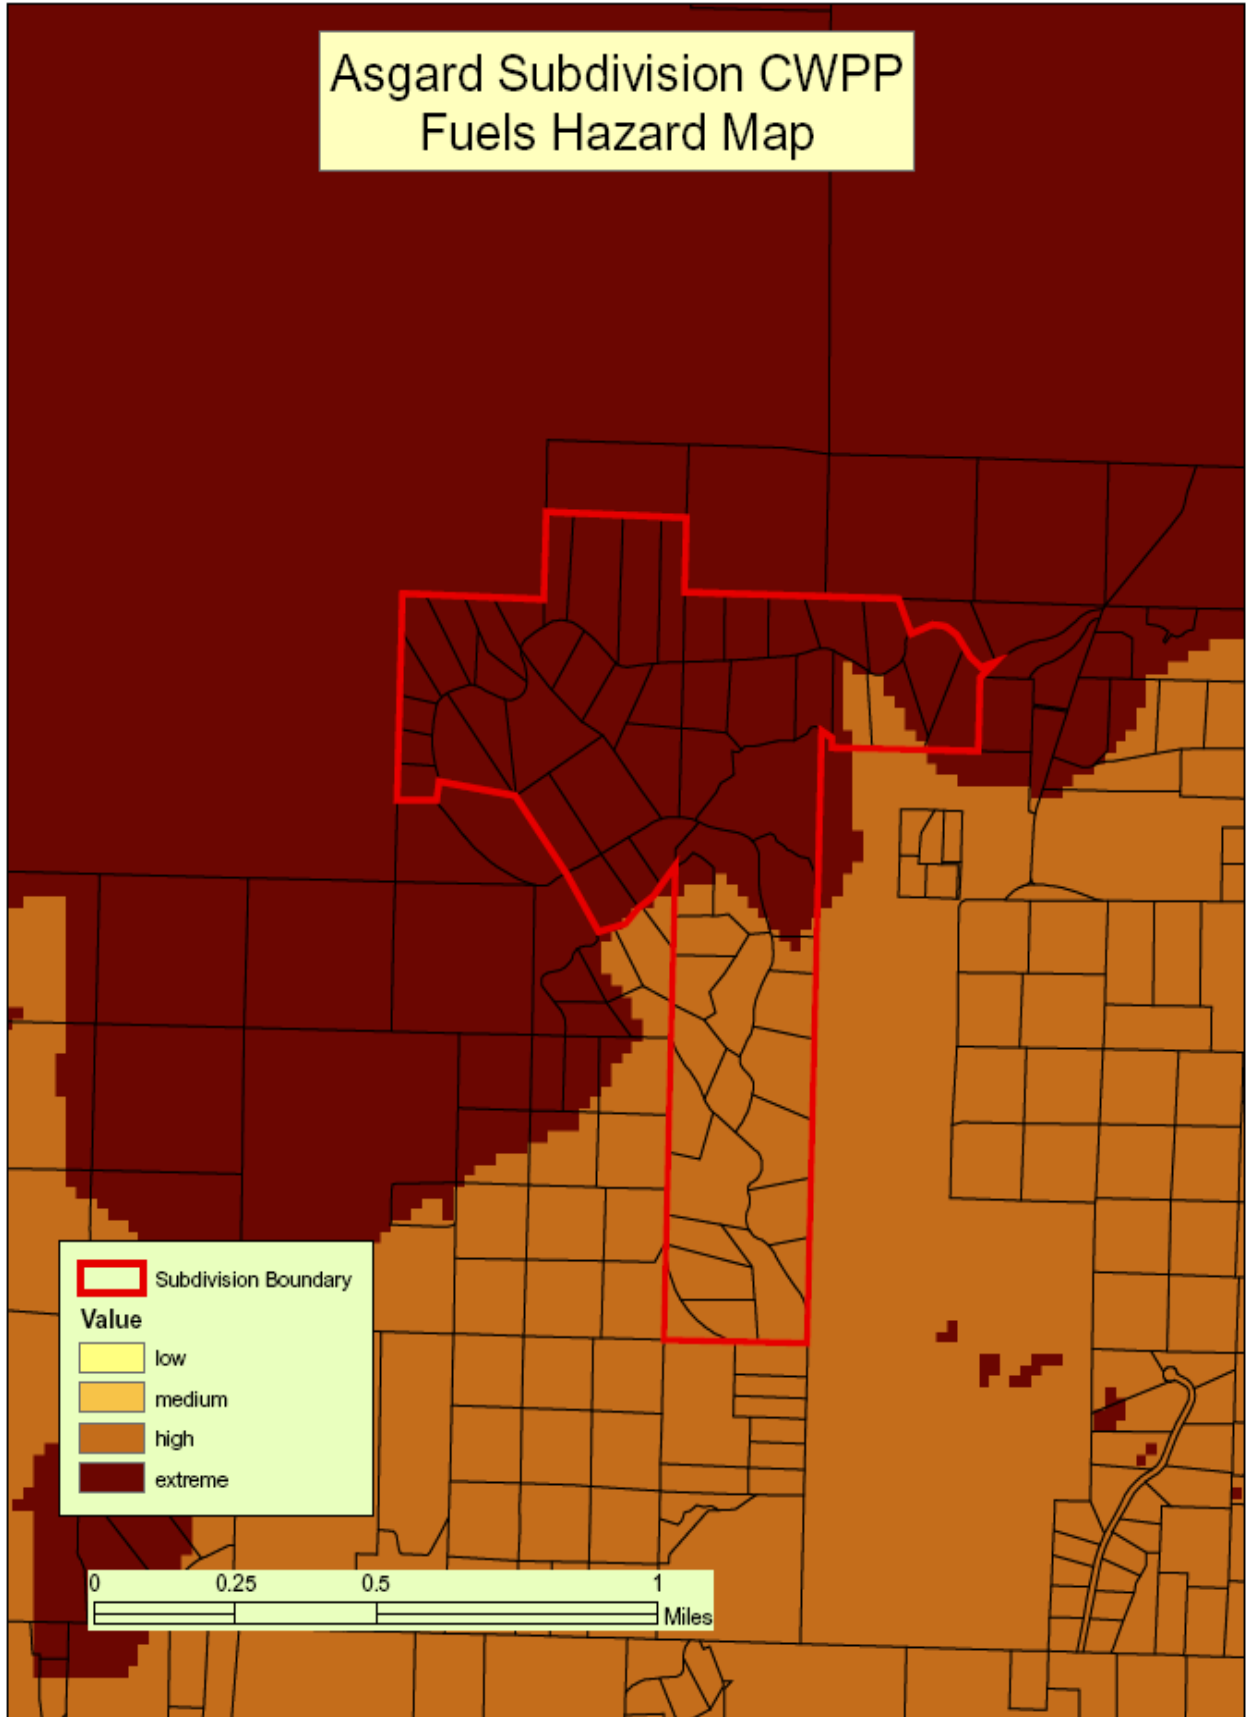 Asgard Subdivision CWPP
Fuels Hazard Map
Subdivision Boundary
Value
low
medium
high
extreme
0 0.25 0.5 1
Miles